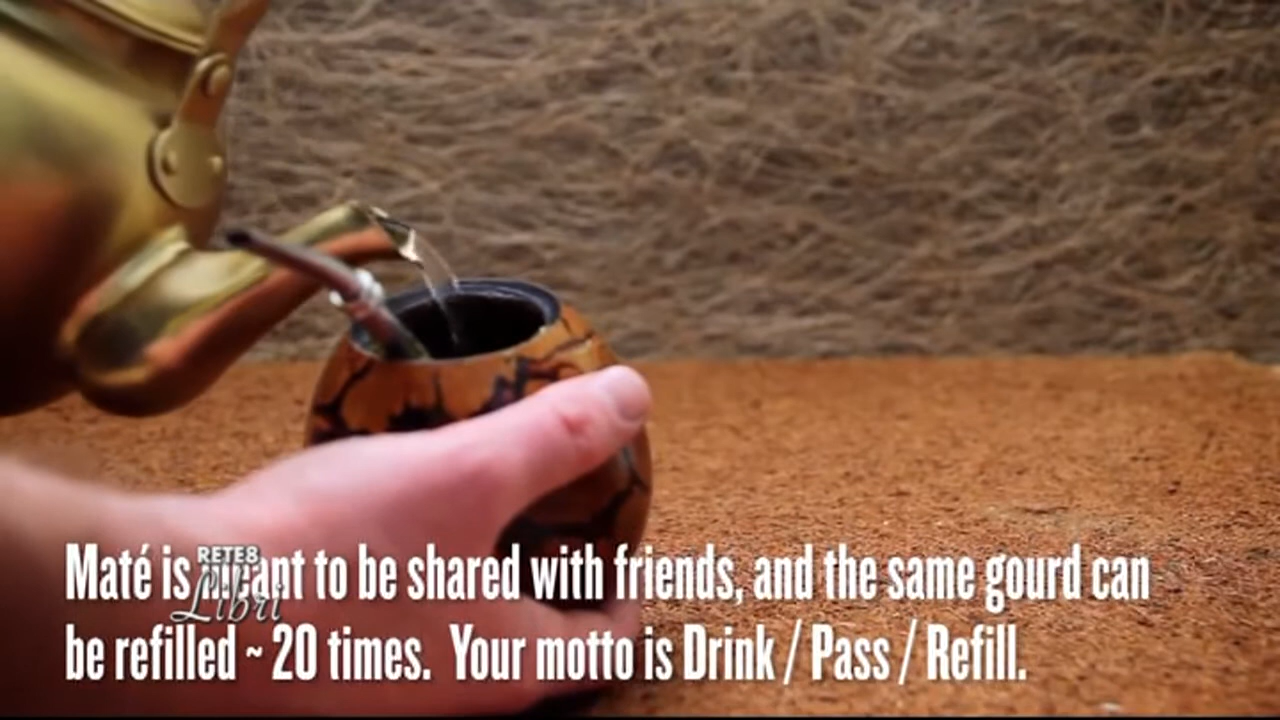 Maté is meant to be shared with friends, and the same gourd can
be refilled ~ 20 times. Your motto is Drink / Pass / Refill.
RETE8
Libri